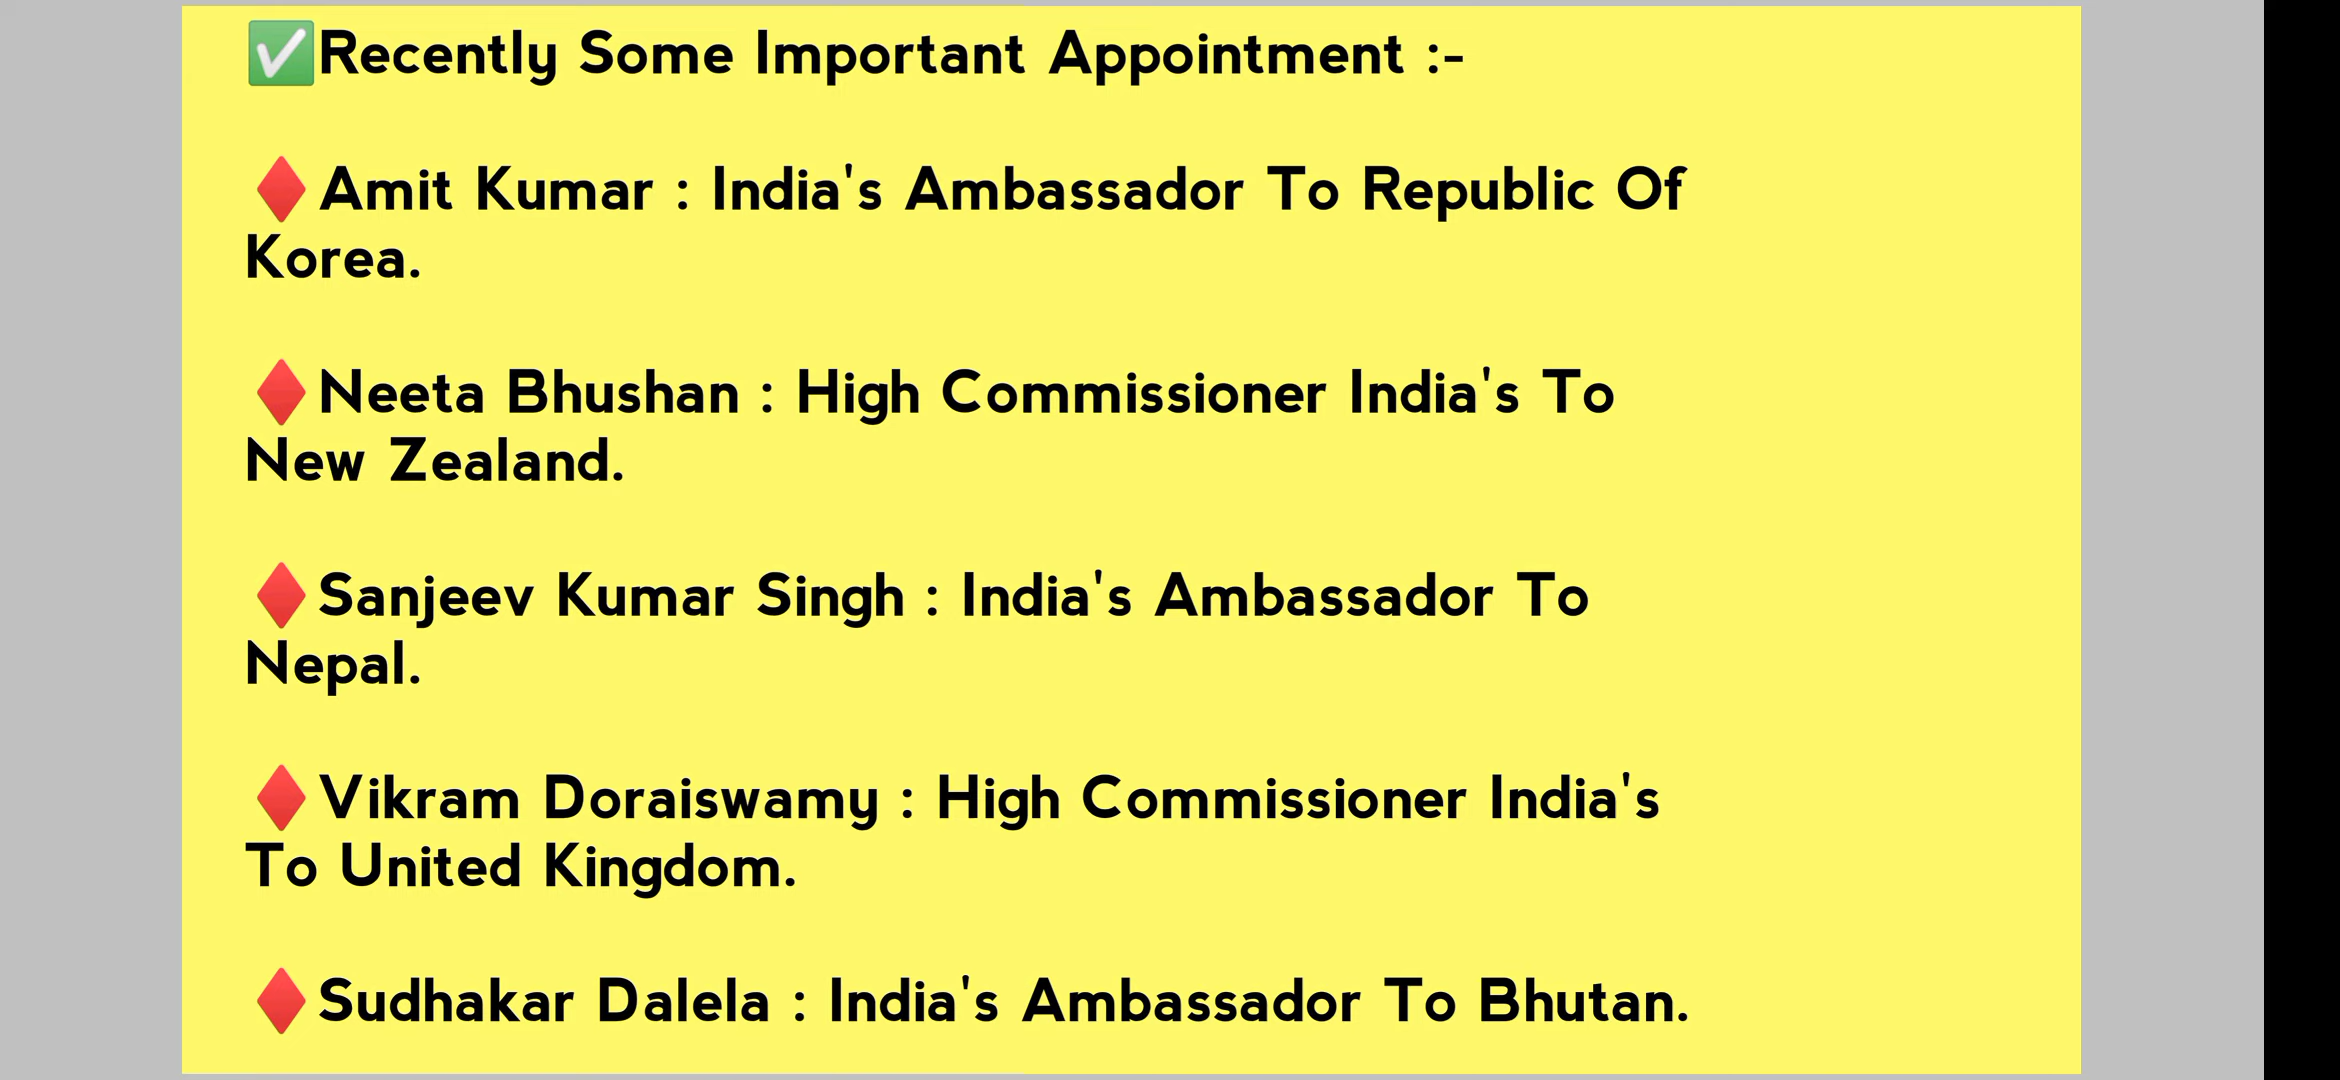 ✅Recently Some Important Appointment :-
♦Amit Kumar : India's Ambassador To Republic Of
Korea.
♦Neeta Bhushan : High Commissioner India's To
New Zealand.
♦Sanjeev Kumar Singh : India's Ambassador To
Nepal.
♦Vikram Doraiswamy : High Commissioner India's
To United Kingdom.
♦Sudhakar Dalela : India's Ambassador To Bhutan.